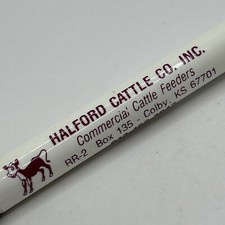 HALFORD CATTLE CO. INC.
Commercial Cattle Feeders
RR-2 Box 135 - Colby, KS 67701